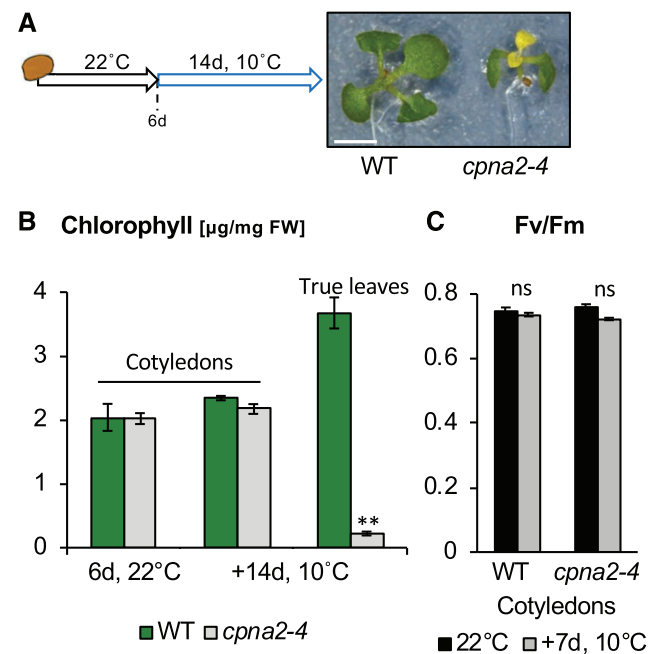 A
22°C
14d, 10°C
6d
WT
cpna2-4
B Chlorophyll [µg/mg FW]
4
3
2
1
0
Cotyledons
True leaves
**
6d, 22°C
+14d, 10°C
WT cpna2-4
C Fv/Fm
0.8
0.6
0.4
0.2
0
ns
ns
WT
cpna2-4
Cotyledons
22°C +7d, 10°C